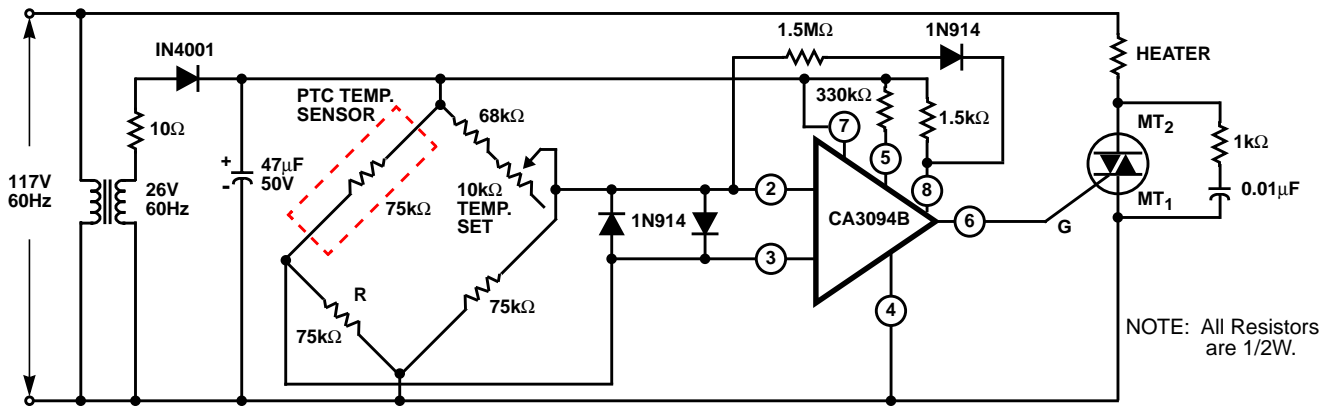 117V
60Hz
26V
60Hz
10Ω
IN4001
+
-
47μF
50V
PTC TEMP.
SENSOR
75kΩ
68kΩ
10kΩ
TEMP.
SET
R
75kΩ
75kΩ
1N914
1.5MΩ
1N914
330kΩ
1.5kΩ
7
5
8
2
3
CA3094B
6
4
G
HEATER
MT2
MT1
1kΩ
0.01μF
NOTE: All Resistors
are 1/2W.